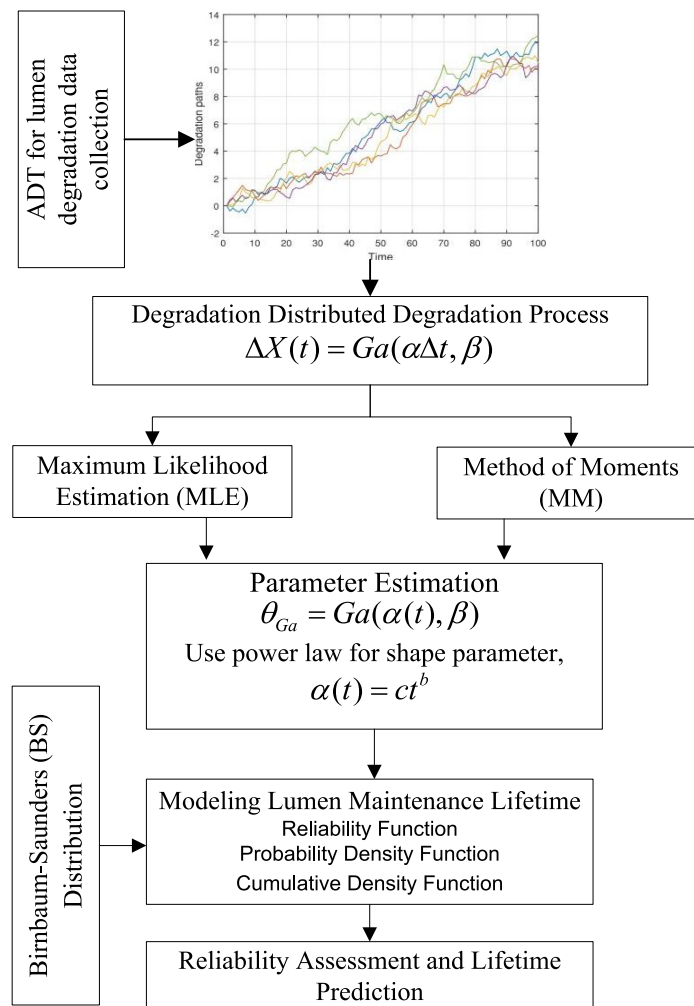 ADT for lumen
degradation data
collection
Degradation paths
14
12
10
8
6
4
2
0
-2
0 10 20 30 40 50 60 70 80 90 100
Time
Degradation Distributed Degradation Process
ΔX(t) = Ga(αΔt, β)
Maximum Likelihood
Estimation (MLE)
Method of Moments
(MM)
Parameter Estimation
θ_Ga = Ga(α(t), β)
Use power law for shape parameter,
α(t) = ct^b
Birnbaum-Saunders (BS)
Distribution
Modeling Lumen Maintenance Lifetime
Reliability Function
Probability Density Function
Cumulative Density Function
Reliability Assessment and Lifetime
Prediction